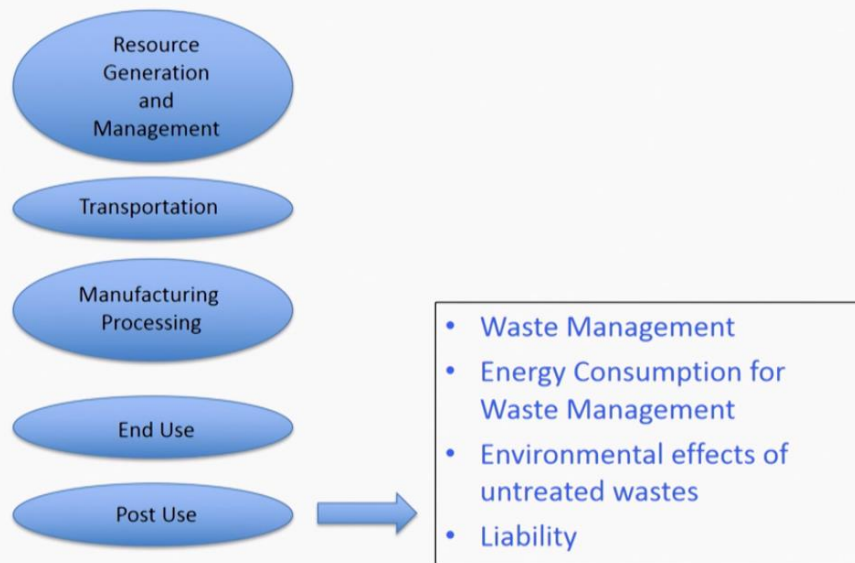 Resource
Generation
and
Management
Transportation
Manufacturing
Processing
End Use
Post Use
• Waste Management
• Energy Consumption for
Waste Management
• Environmental effects of
untreated wastes
• Liability